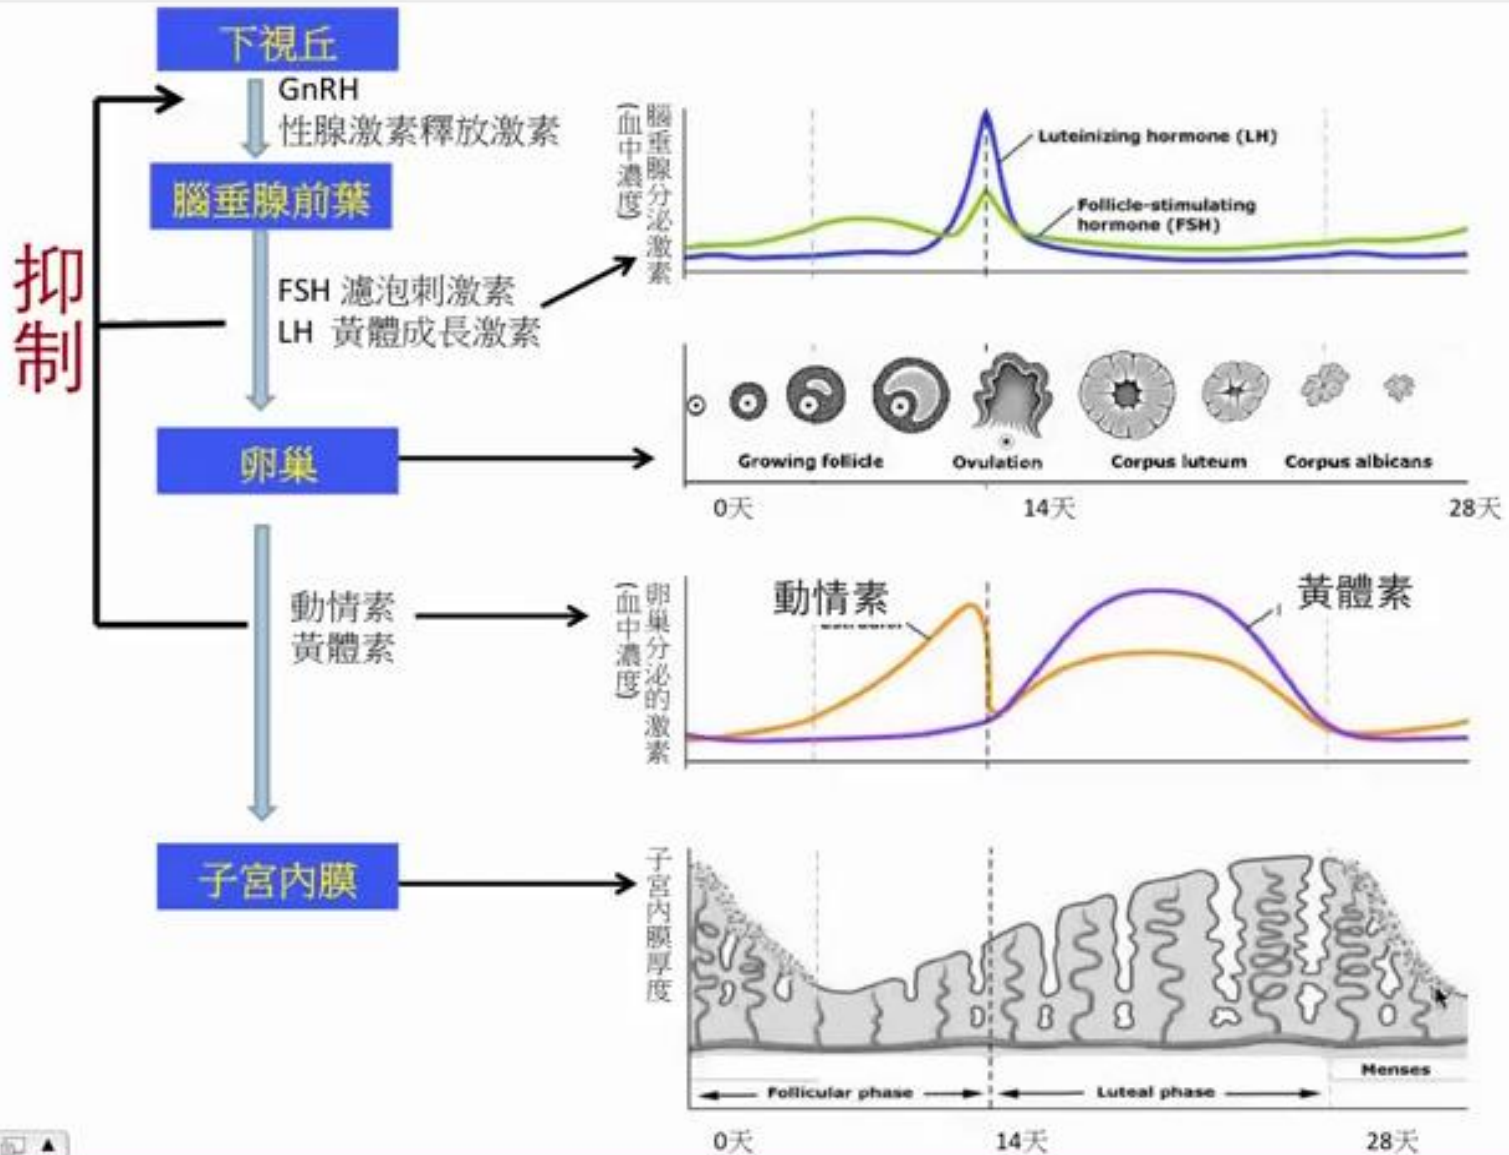 下視丘
GnRH
性腺激素釋放激素
腦垂腺前葉
抑制
FSH 濾泡刺激素
LH 黃體成長激素
卵巢
動情素
黃體素
子宮內膜
腦垂腺分泌激素
(血中濃度)
Luteinizing hormone (LH)
Follicle-stimulating
hormone (FSH)
Growing follicle
Ovulation
Corpus luteum
Corpus albicans
0天
14天
28天
卵巢分泌的激素
(血中濃度)
動情素
黃體素
子宮內膜厚度
Menses
Follicular phase
Luteal phase
0天
14天
28天